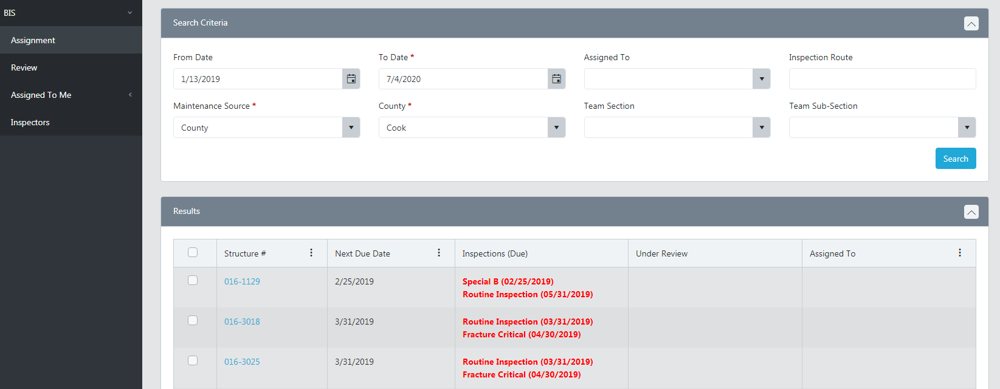 BIS
Assignment
Review
Assigned To Me
Inspectors
Search Criteria
From Date
To Date *
Assigned To
Inspection Route
1/13/2019
7/4/2020
Maintenance Source *
County *
Team Section
Team Sub-Section
County
Cook
Search
Results
Structure #
Next Due Date
Inspections (Due)
Under Review
Assigned To
016-1129
2/25/2019
Special B (02/25/2019)
Routine Inspection (05/31/2019)
016-3018
3/31/2019
Routine Inspection (03/31/2019)
Fracture Critical (04/30/2019)
016-3025
3/31/2019
Routine Inspection (03/31/2019)
Fracture Critical (04/30/2019)